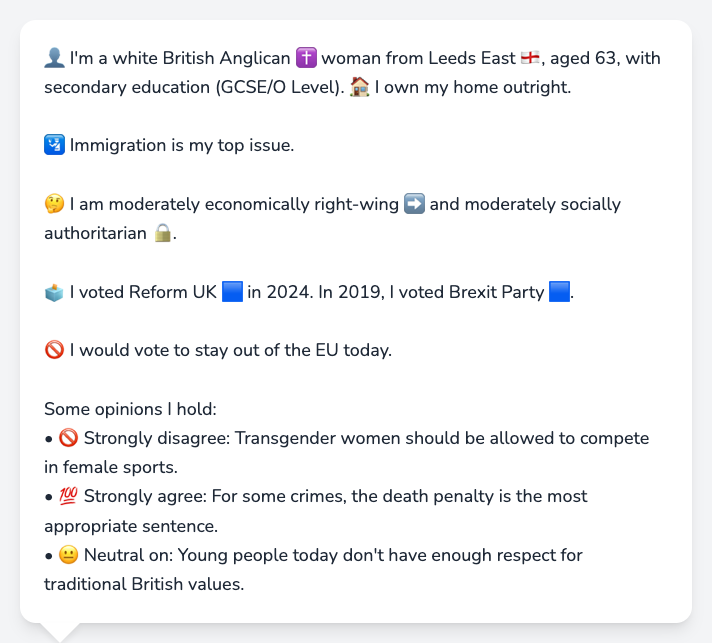 👤 I'm a white British Anglican ✝️ woman from Leeds East 🏴󠁧󠁢󠁥󠁮󠁧󠁿, aged 63, with
secondary education (GCSE/O Level). 🏠 I own my home outright.
🛂 Immigration is my top issue.
🤔 I am moderately economically right-wing ➡️ and moderately socially
authoritarian 🔒.
🗳️ I voted Reform UK 🟦 in 2024. In 2019, I voted Brexit Party 🟦.
🚫 I would vote to stay out of the EU today.
Some opinions I hold:
• 🚫 Strongly disagree: Transgender women should be allowed to compete
in female sports.
• 💯 Strongly agree: For some crimes, the death penalty is the most
appropriate sentence.
• 😐 Neutral on: Young people today don't have enough respect for
traditional British values.